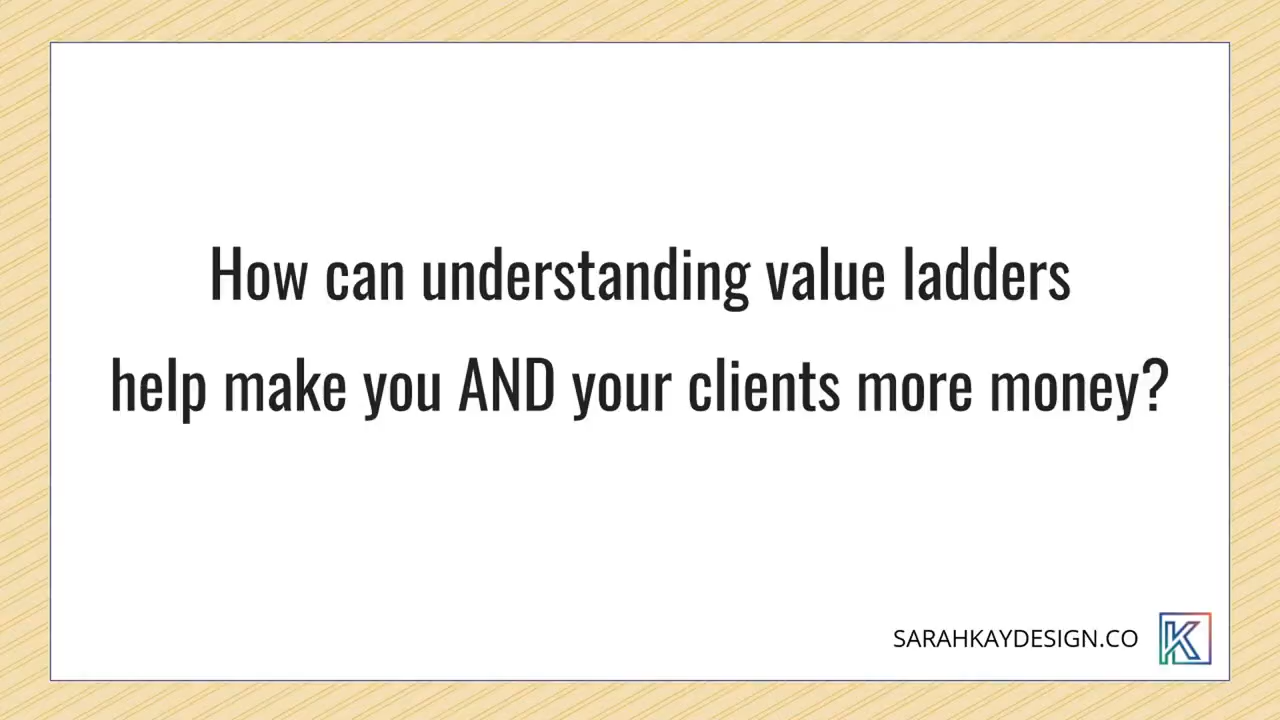 How can understanding value ladders
help make you AND your clients more money?
SARAHKAYDESIGN.CO
K